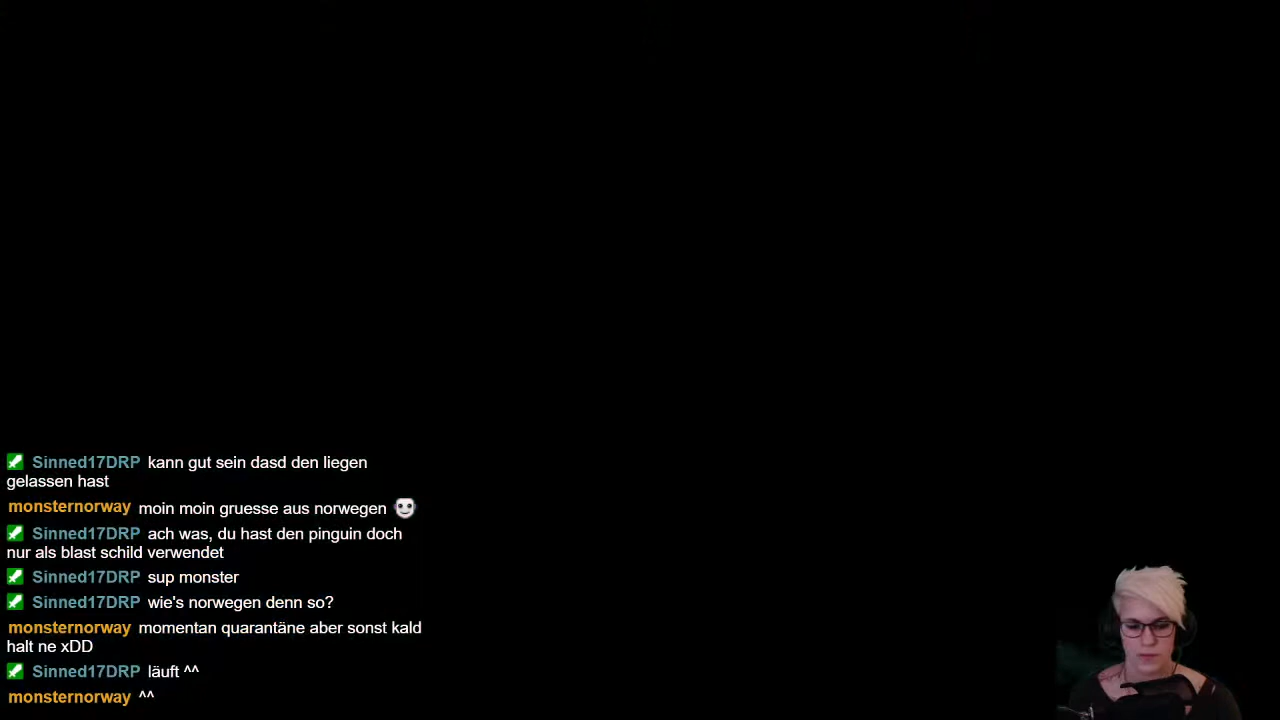 Sinned17DRP kann gut sein dasd den liegen
gelassen hast
monsternorway moin moin gruesse aus norwegen
Sinned17DRP ach was, du hast den pinguin doch
nur als blast schild verwendet
Sinned17DRP sup monster
Sinned17DRP wie's norwegen denn so?
monsternorway momentan quarantäne aber sonst kald
halt ne xDD
Sinned17DRP läuft ^^
monsternorway ^^